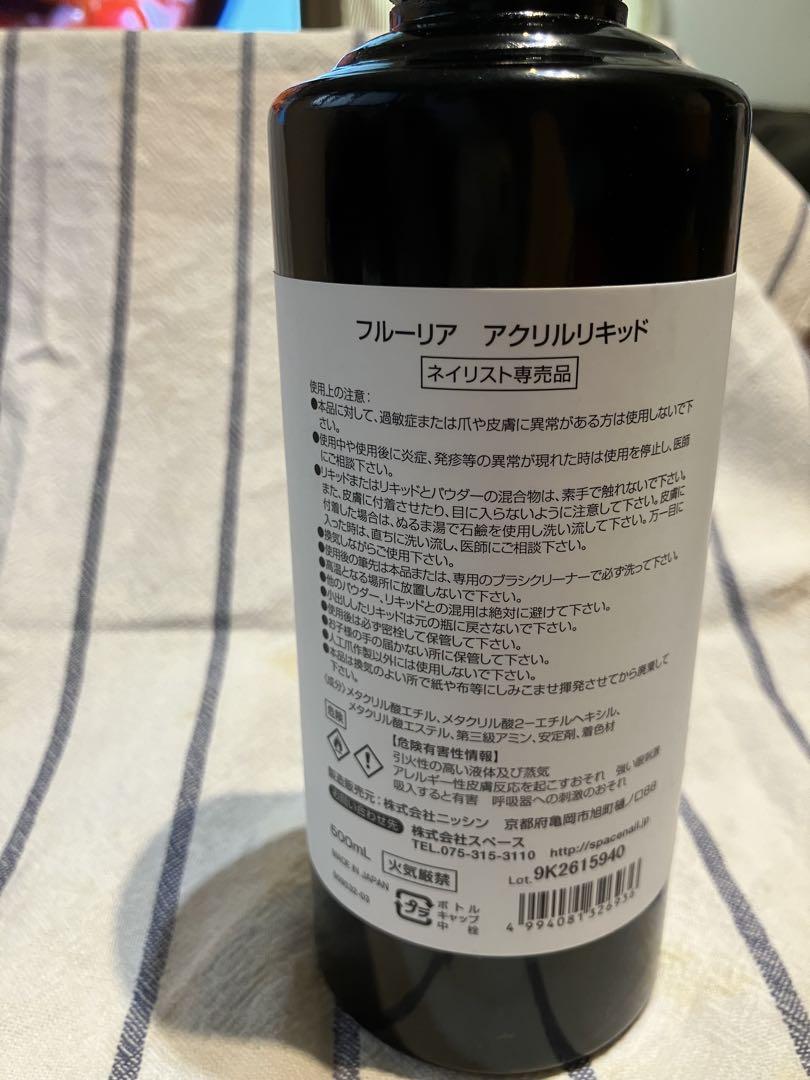 フルーリア アクリルリキッド
ネイリスト専売品
使用上の注意：
●本品に対して、過敏症または爪や皮膚に異常がある方は使用しないで下
さい。
●使用中や使用後に炎症、発疹等の異常が現れた時は使用を停止し、医師
にご相談下さい。
●リキッドまたはリキッドとパウダーの混合物は、素手で触れないで下さい。
また、皮膚に付着させたり、目に入らないように注意して下さい。皮膚に
付着した場合は、ぬるま湯で石鹸を使用し洗い流して下さい。万一目に
入った時は、直ちに洗い流し、医師にご相談下さい。
●換気しながらご使用下さい。
●使用後の筆先は本品または、専用のブラシクリーナーで必ず洗って下さい。
●高温となる場所に放置しないで下さい。
●他のパウダー、リキッドとの混用は絶対に避けて下さい。
●小出ししたリキッドは元の瓶に戻さないで下さい。
●使用後は必ず密栓して保管して下さい。
●お子様の手の届かない所に保管して下さい。
●人工爪作製以外には使用しないで下さい。
●本品は換気のよい所で紙や布等にしみこませ揮発させてから廃棄して
下さい。
〈成分〉メタクリル酸エチル、メタクリル酸2－エチルヘキシル、
メタクリル酸エステル、第三級アミン、安定剤、着色材
危険
【危険有害性情報】
引火性の高い液体及び蒸気
アレルギー性皮膚反応を起こすおそれ 強い眼刺激
吸入すると有害 呼吸器への刺激のおそれ
製造販売元：株式会社ニッシン 京都府亀岡市旭町樋ノ口88
お問い合わせ先 株式会社スペース
TEL.075-315-3110 http://spacenail.jp
500mL
火気厳禁
Lot. 9K2615940
MADE IN JAPAN
プラ
ボトル
キャップ
中栓
4 994081 326936